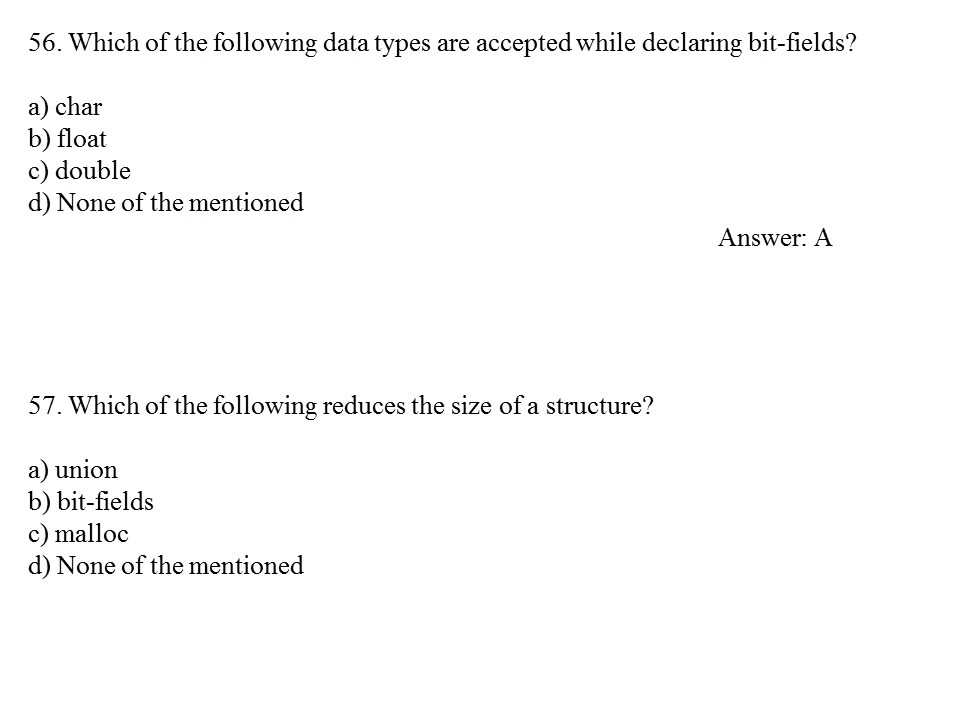 56. Which of the following data types are accepted while declaring bit-fields?
a) char
b) float
c) double
d) None of the mentioned
Answer: A
57. Which of the following reduces the size of a structure?
a) union
b) bit-fields
c) malloc
d) None of the mentioned